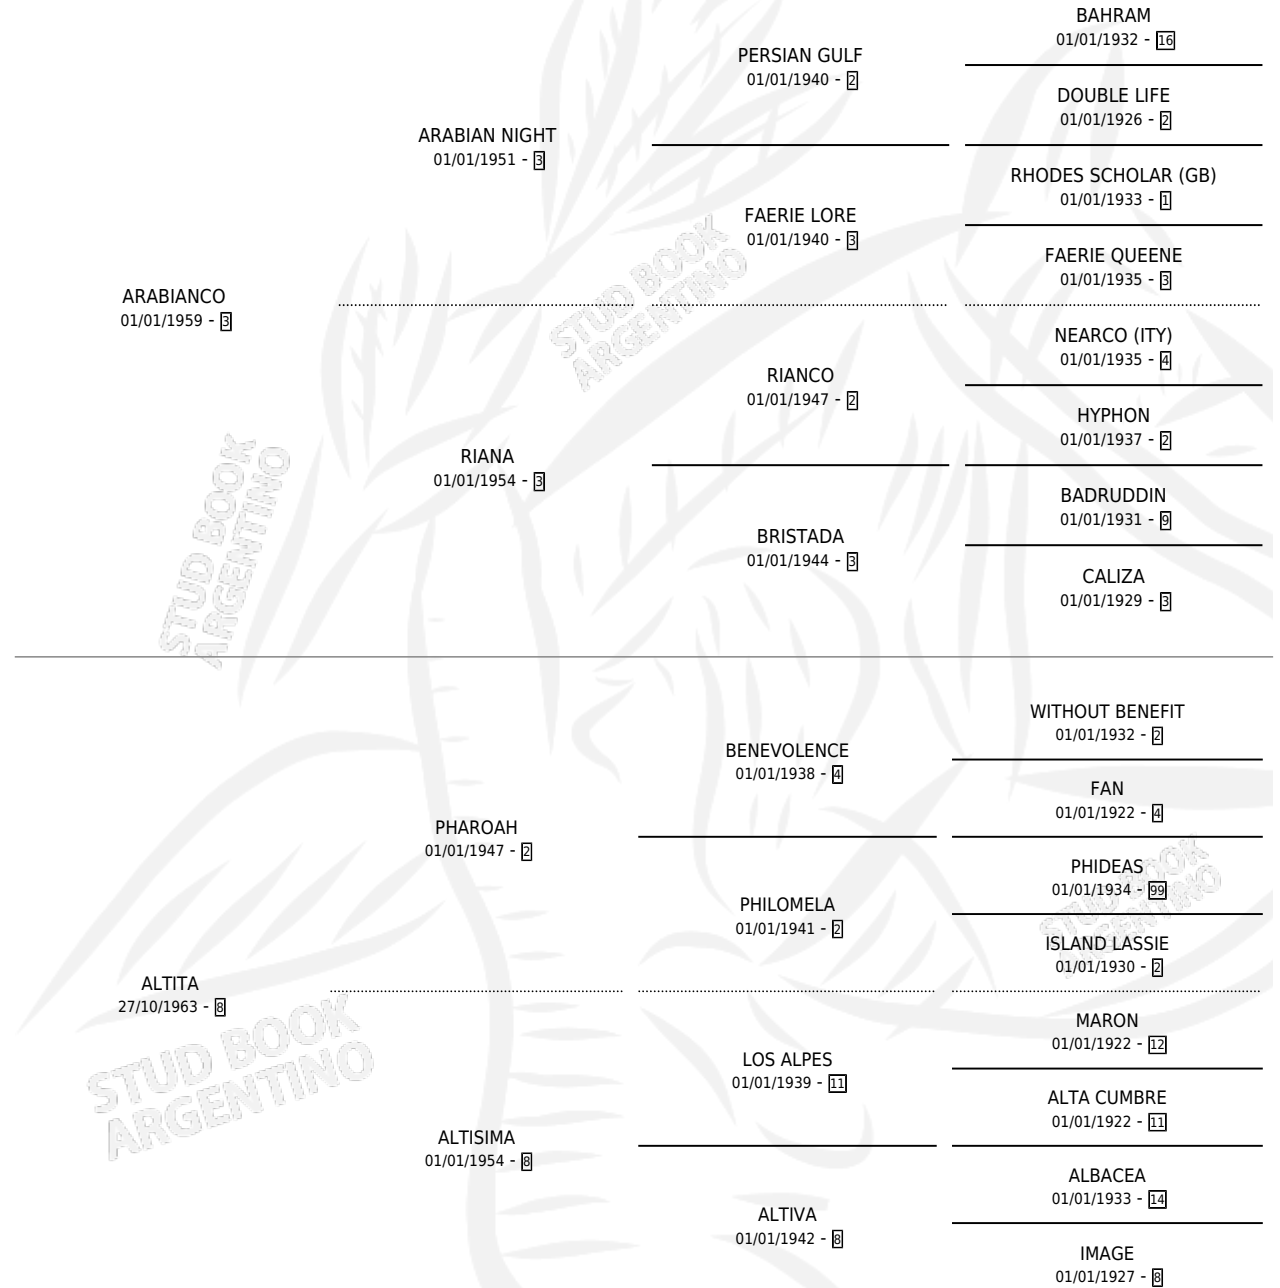 BAHRAM
01/01/1932 - 16
PERSIAN GULF
01/01/1940 - 2
DOUBLE LIFE
01/01/1926 - 2
ARABIAN NIGHT
01/01/1951 - 3
RHODES SCHOLAR (GB)
01/01/1933 - 1
FAERIE LORE
01/01/1940 - 3
FAERIE QUEENE
01/01/1935 - 3
ARABIANCO
01/01/1959 - 3
NEARCO (ITY)
01/01/1935 - 4
RIANCO
01/01/1947 - 2
HYPHON
01/01/1937 - 2
RIANA
01/01/1954 - 3
BADRUDDIN
01/01/1931 - 9
BRISTADA
01/01/1944 - 3
CALIZA
01/01/1929 - 3
STUD BOOK
ARGENTINO
STUD BOOK
ARGENTINO
WITHOUT BENEFIT
01/01/1932 - 2
BENEVOLENCE
01/01/1938 - 4
FAN
01/01/1922 - 4
PHAROAH
01/01/1947 - 2
PHIDEAS
01/01/1934 - 99
PHILOMELA
01/01/1941 - 2
ISLAND LASSIE
01/01/1930 - 2
STUD BOOK
ARGENTINO
ALTITA
27/10/1963 - 8
MARON
01/01/1922 - 12
LOS ALPES
01/01/1939 - 11
ALTA CUMBRE
01/01/1922 - 11
ALTISIMA
01/01/1954 - 8
ALBACEA
01/01/1933 - 14
ALTIVA
01/01/1942 - 8
IMAGE
01/01/1927 - 8
STUD BOOK
ARGENTINO